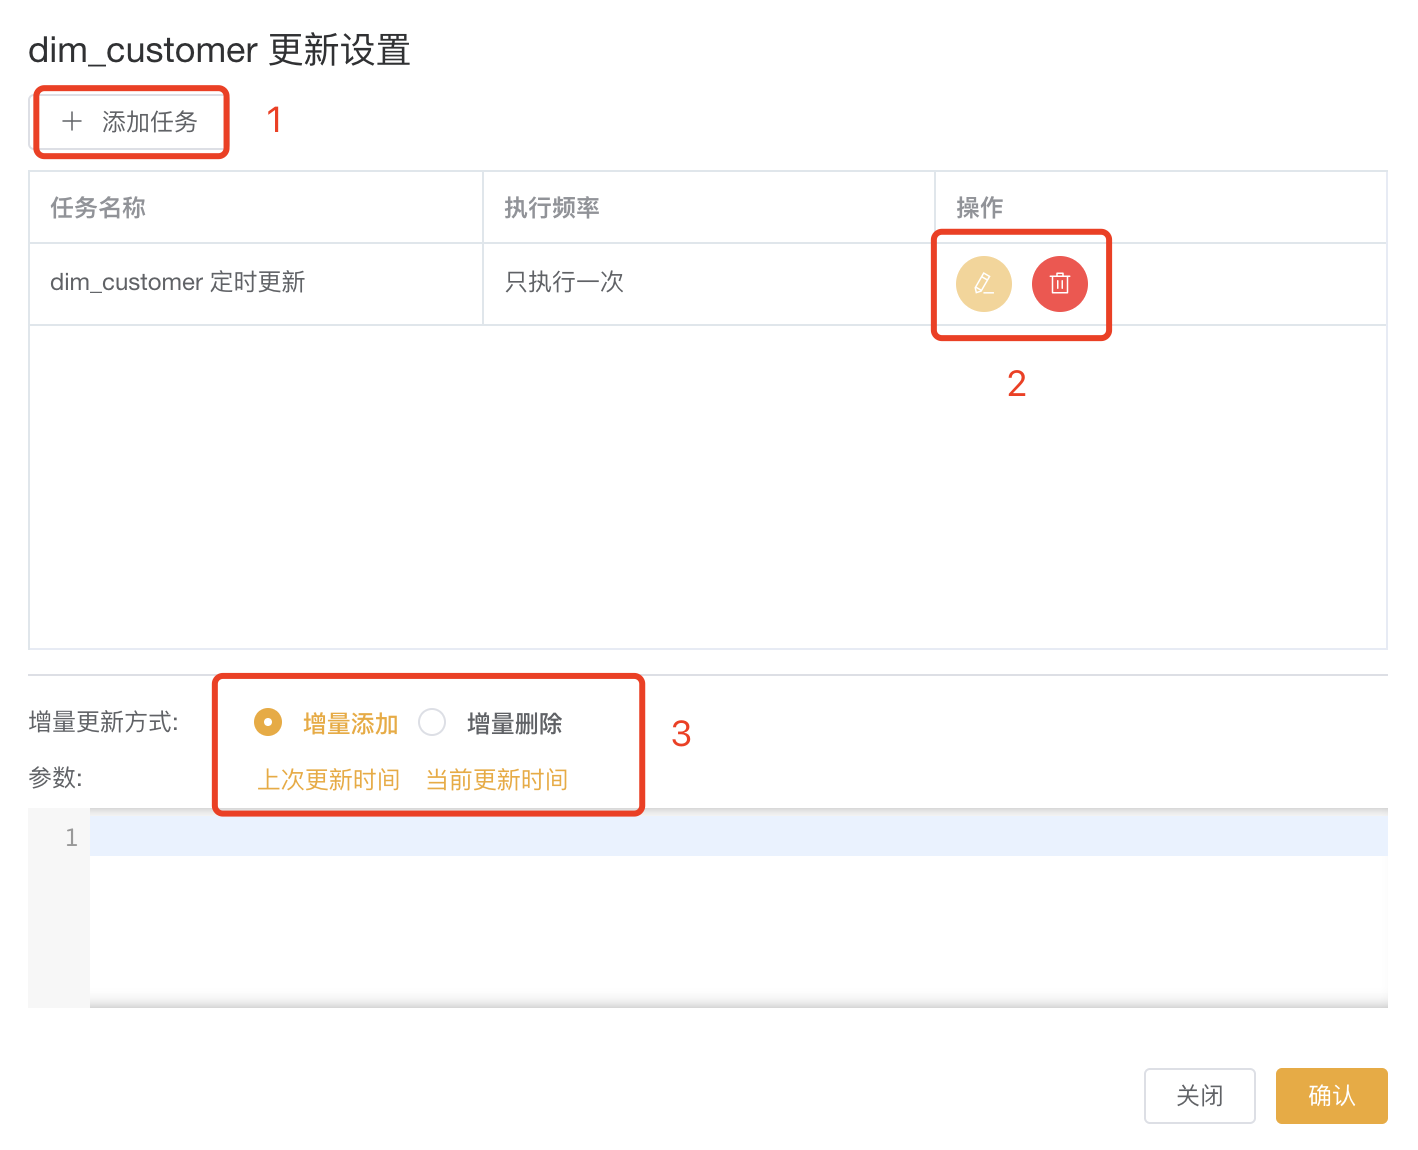 dim_customer 更新设置
添加任务 1
任务名称 执行频率 操作
dim_customer 定时更新 只执行一次
2
增量更新方式: 增量添加 增量删除 3
参数: 上次更新时间 当前更新时间
1
关闭 确认